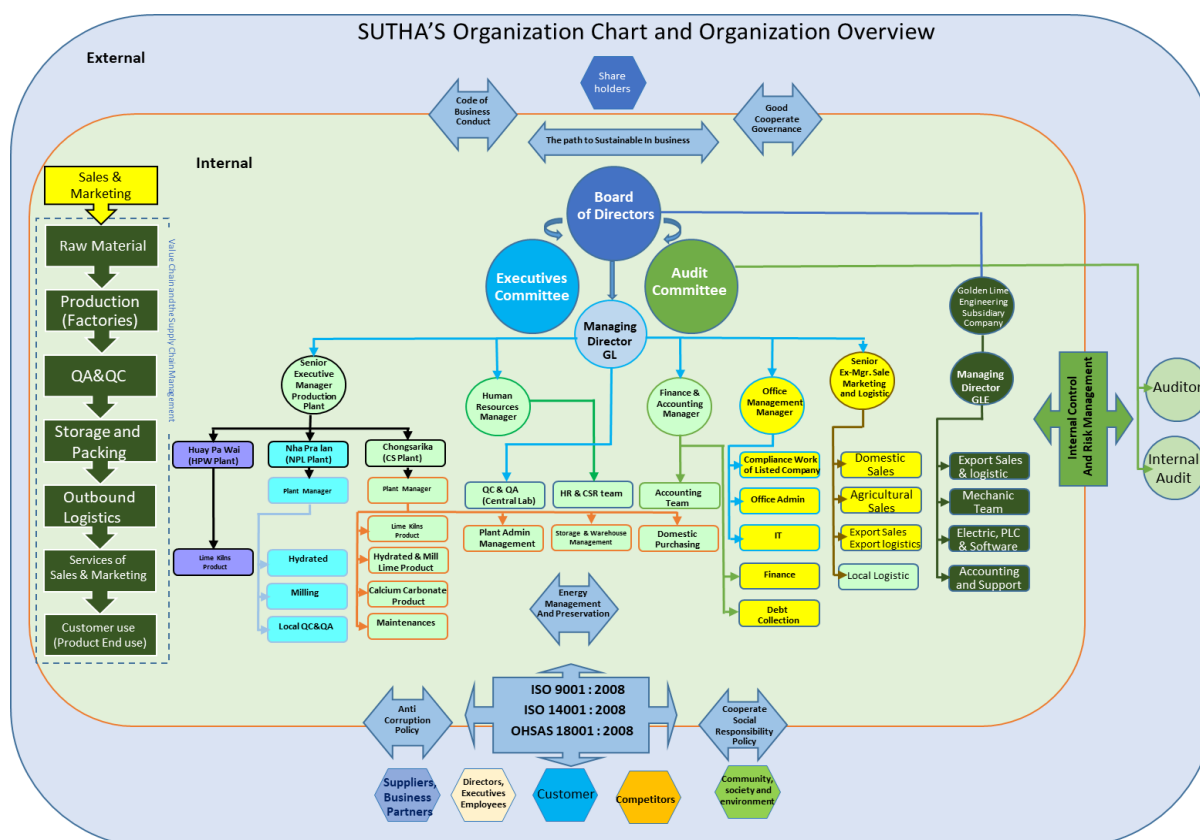 SUTHA'S Organization Chart and Organization Overview
External
Share
holders
Code of
Business
Conduct
Good
Cooperate
Governance
The path to Sustainable In business
Internal
Sales &
Marketing
Raw Material
Production
(Factories)
QA&QC
Storage and
Packing
Outbound
Logistics
Services of
Sales & Marketing
Customer use
(Product End use)
Value Chain and the Supply Chain Management
Board
of Directors
Executives
Committee
Audit
Committee
Managing
Director
GL
Golden Lime
Engineering
Subsidiary
Company
Managing
Director
GLE
Senior
Executive
Manager
Production
Plant
Human
Resources
Manager
Finance &
Accounting
Manager
Office
Management
Manager
Senior
Ex-Mgr. Sale
Marketing
and Logistic
Huay Pa Wai
(HPW Plant)
Nha Pra lan
(NPL Plant)
Chongsarika
(CS Plant)
Plant Manager
Plant Manager
Lime Kilns
Product
Hydrated
Milling
Local QC&QA
Lime Kilns
Product
Hydrated & Mill
Lime Product
Calcium Carbonate
Product
Maintenances
QC & QA
(Central Lab)
HR & CSR team
Accounting
Team
Plant Admin
Management
Storage & Warehouse
Management
Domestic
Purchasing
Compliance Work
of Listed Company
Office Admin
IT
Finance
Debt
Collection
Domestic
Sales
Agricultural
Sales
Export Sales
Export logistics
Local Logistic
Export Sales
& logistic
Mechanic
Team
Electric, PLC
& Software
Accounting
and Support
Internal Control
And Risk Management
Auditor
Internal
Audit
Energy
Management
And Preservation
ISO 9001 : 2008
ISO 14001 : 2008
OHSAS 18001 : 2008
Anti
Corruption
Policy
Cooperate
Social
Responsibility
Policy
Suppliers,
Business
Partners
Directors,
Executives
Employees
Customer
Competitors
Community,
society and
environment